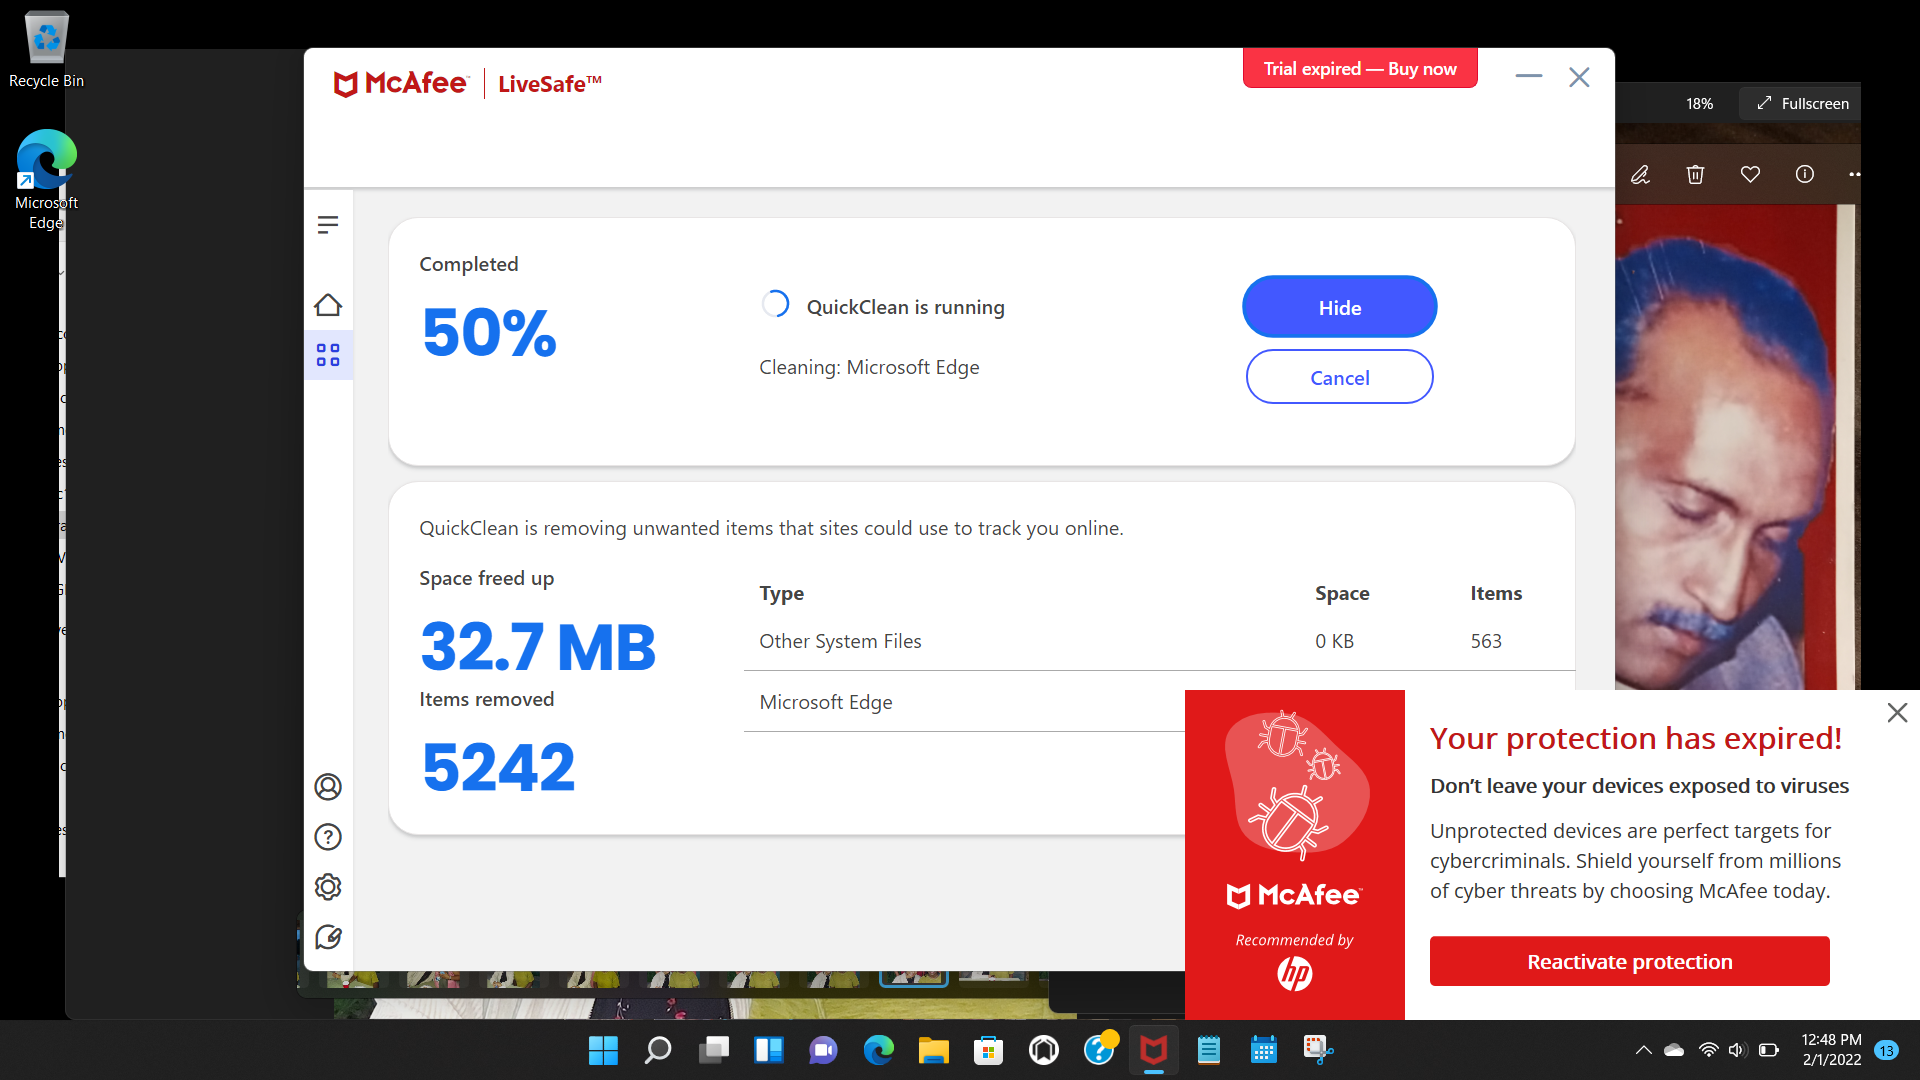 Recycle Bin
Microsoft
Edge
McAfee™ | LiveSafe™
Trial expired — Buy now
18%
Fullscreen
Completed
50%
QuickClean is running
Cleaning: Microsoft Edge
Hide
Cancel
QuickClean is removing unwanted items that sites could use to track you online.
Space freed up
32.7 MB
Items removed
5242
Type Space Items
Other System Files 0 KB 563
Microsoft Edge
McAfee™
Recommended by
hp
Your protection has expired!
Don’t leave your devices exposed to viruses
Unprotected devices are perfect targets for
cybercriminals. Shield yourself from millions
of cyber threats by choosing McAfee today.
Reactivate protection
12:48 PM
2/1/2022
13